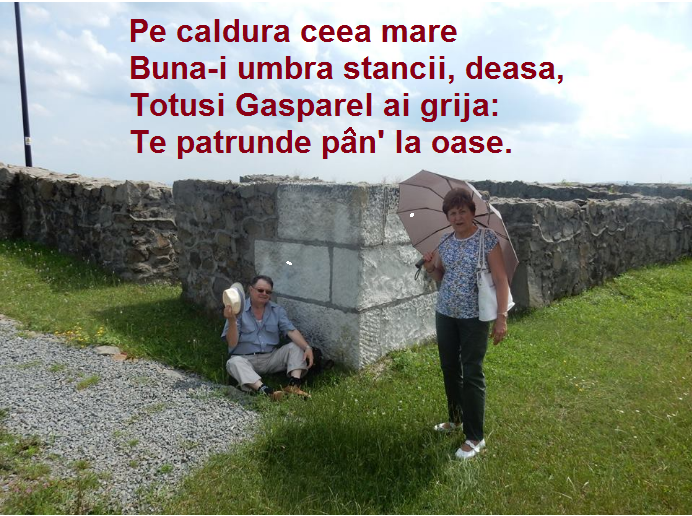 Pe caldura ceea mare
Buna-i umbra stancii, deasa,
Totusi Gasparel ai grija:
Te patrunde pân' la oase.